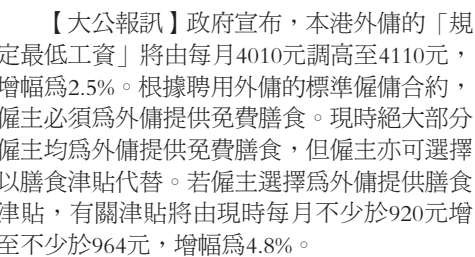 【大公報訊】政府宣布，本港外傭的「規
定最低工資」將由每月4010元調高至4110元，
增幅爲2.5%。根據聘用外傭的標準僱傭合約，
僱主必須爲外傭提供免費膳食。現時絕大部分
僱主均爲外傭提供免費膳食，但僱主亦可選擇
以膳食津貼代替。若僱主選擇爲外傭提供膳食
津貼，有關津貼將由現時每月不少於920元增
至不少於964元，增幅爲4.8%。